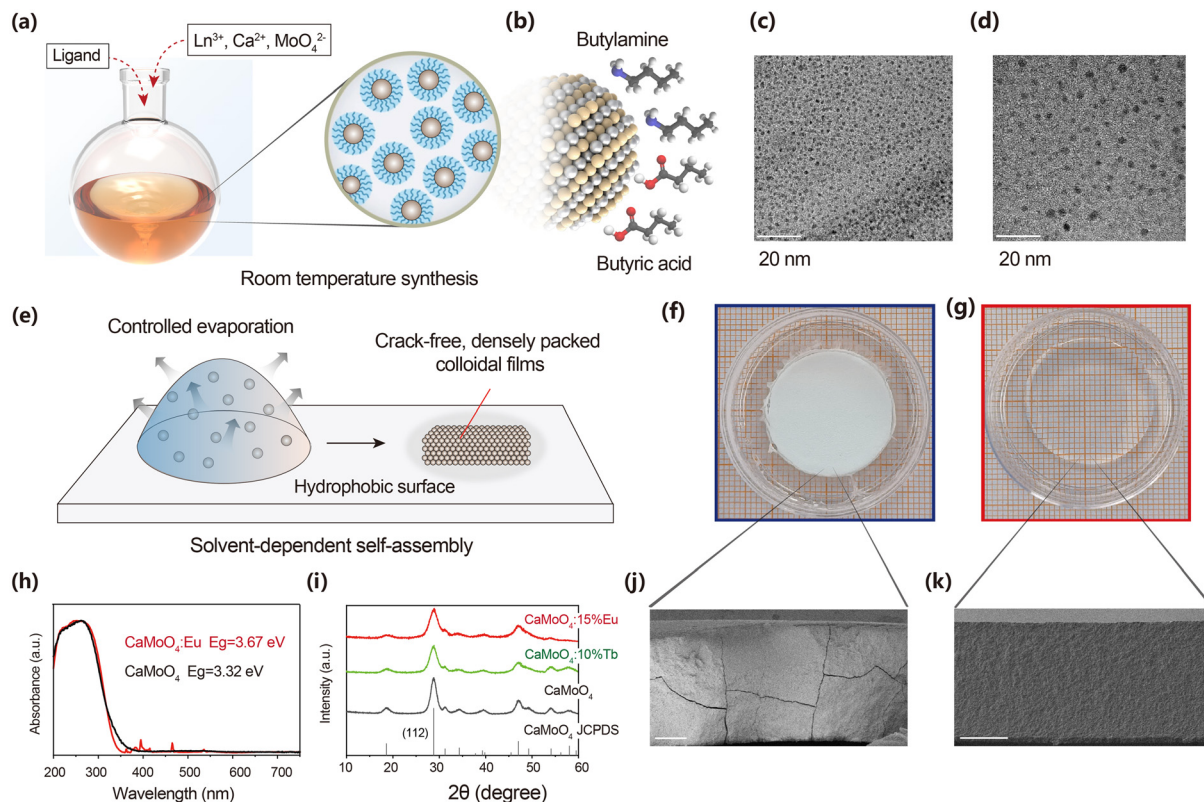 (a)
Ligand
Ln³⁺, Ca²⁺, MoO₄²⁻
Room temperature synthesis
(b)
Butylamine
Butyric acid
(c)
20 nm
(d)
20 nm
(e)
Controlled evaporation
Crack-free, densely packed
colloidal films
Hydrophobic surface
Solvent-dependent self-assembly
(f)
(g)
(h)
CaMoO₄:Eu Eg=3.67 eV
CaMoO₄ Eg=3.32 eV
Absorbance (a.u.)
200 300 400 500 600 700
Wavelength (nm)
(i)
CaMoO₄:15%Eu
CaMoO₄:10%Tb
CaMoO₄
(112)
CaMoO₄ JCPDS
Intensity (a.u.)
10 20 30 40 50 60
2θ (degree)
(j)
(k)